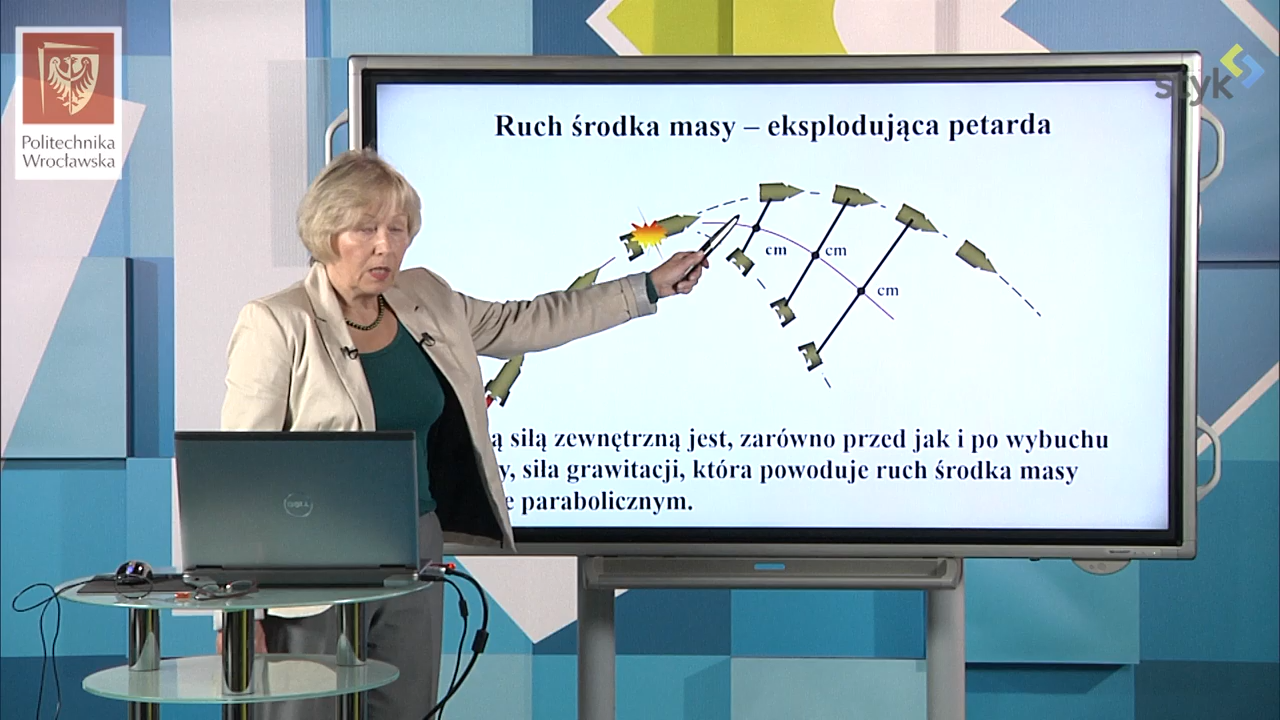 Politechnika
Wrocławska
styk
Ruch środka masy – eksplodująca petarda
cm
cm
cm
siłą zewnętrzną jest, zarówno przed jak i po wybuchu
siła grawitacji, która powoduje ruch środka masy
parabolicznym.
DELL